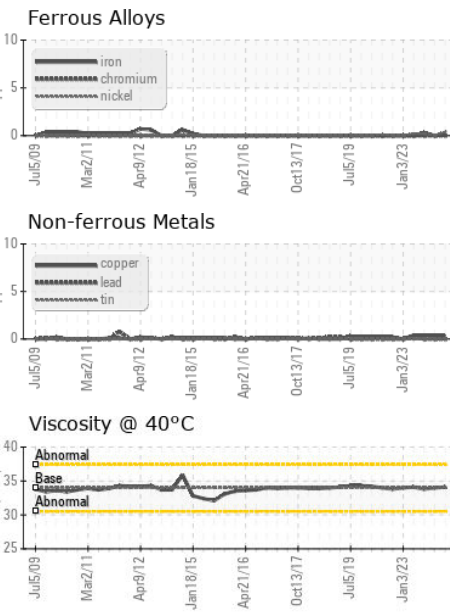 Ferrous Alloys
10
iron
chromium
5
nickel
0
Jul5/09
Mar2/11
Apr9/12
Jan18/15
Apr21/16
Oct13/17
Jul5/19
Jan3/23
Non-ferrous Metals
10
copper
lead
5
tin
0
Jul5/09
Mar2/11
Apr9/12
Jan18/15
Apr21/16
Oct13/17
Jul5/19
Jan3/23
Viscosity @ 40°C
40
Abnormal
35
Base
Abnormal
30
25
Jul5/09
Mar2/11
Apr9/12
Jan18/15
Apr21/16
Oct13/17
Jul5/19
Jan3/23